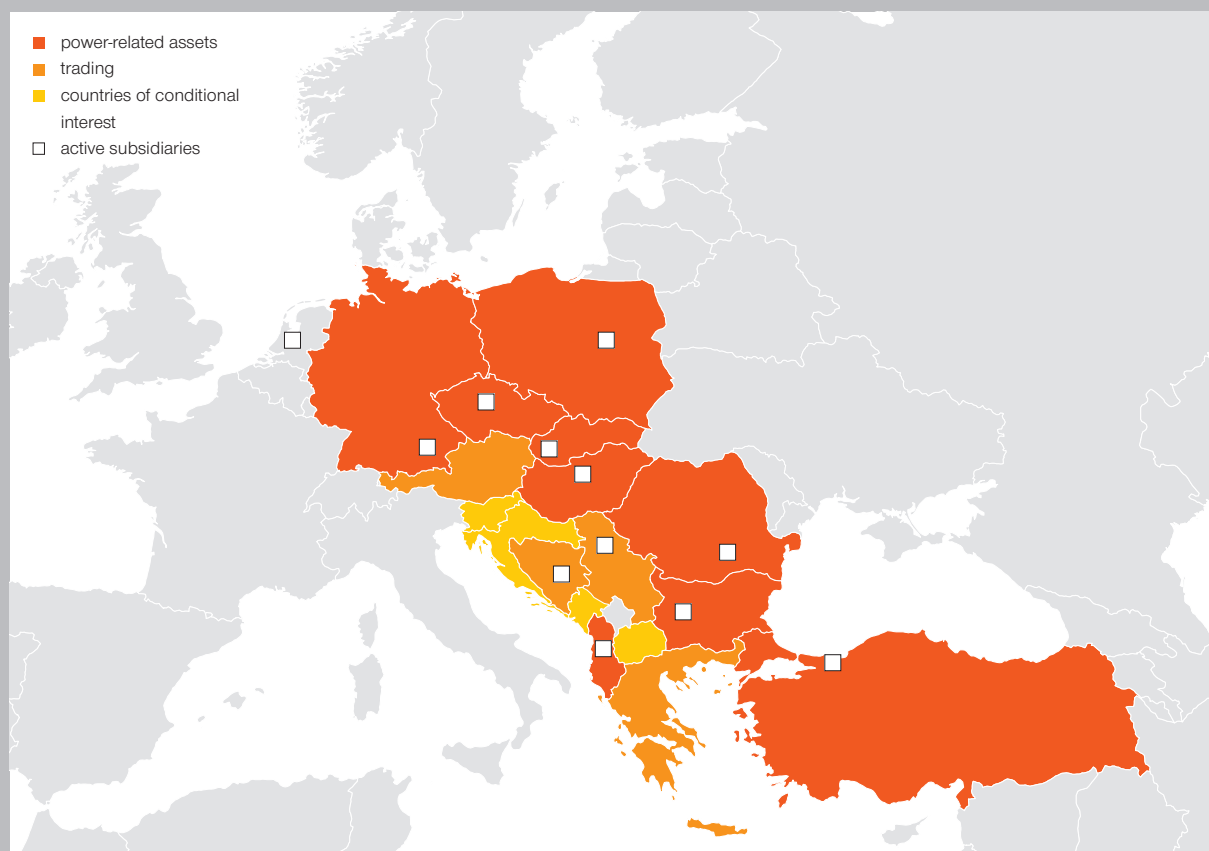 power-related assets
trading
countries of conditional
interest
active subsidiaries